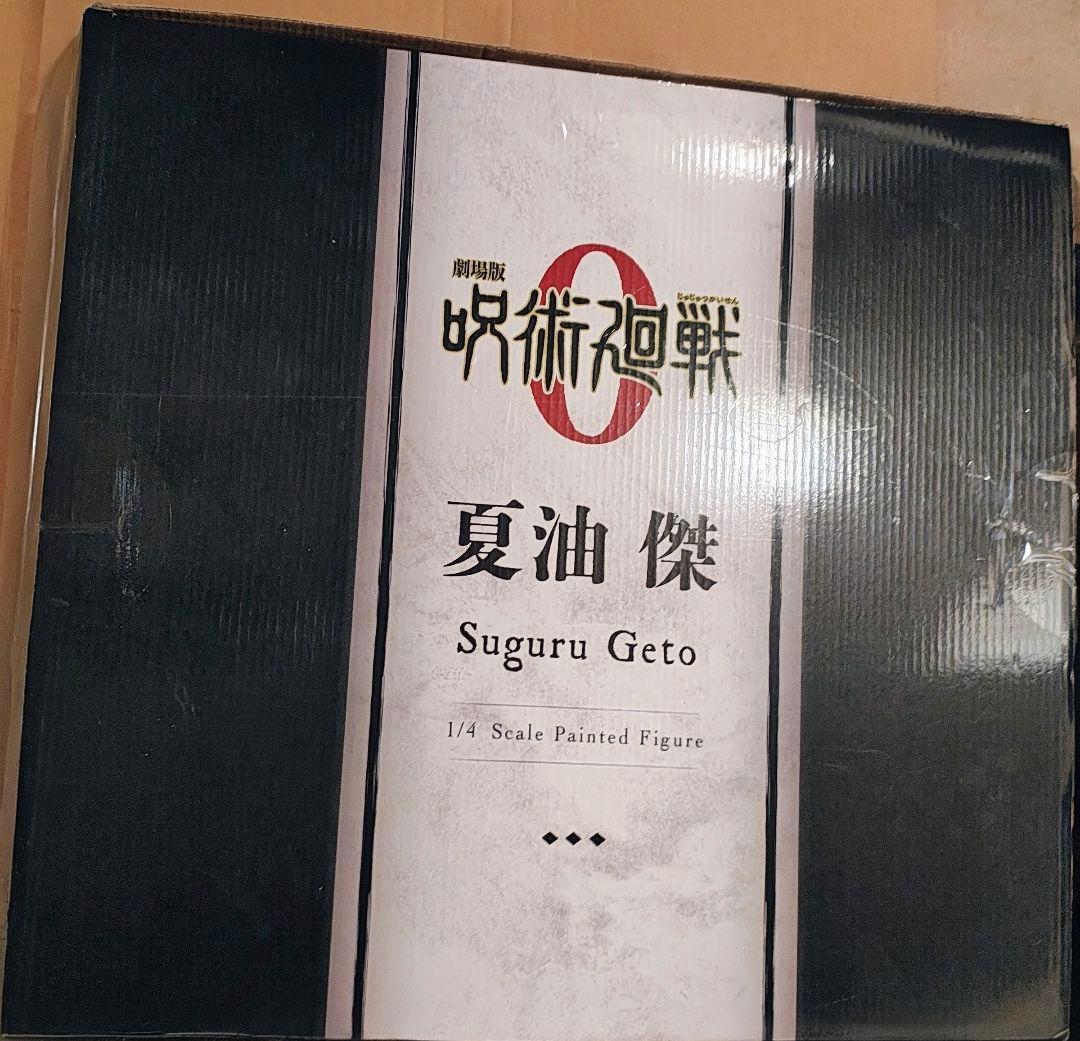 劇場版
じゅじゅつかいせん
呪術廻戦
0
夏油 傑
Suguru Geto
1/4 Scale Painted Figure